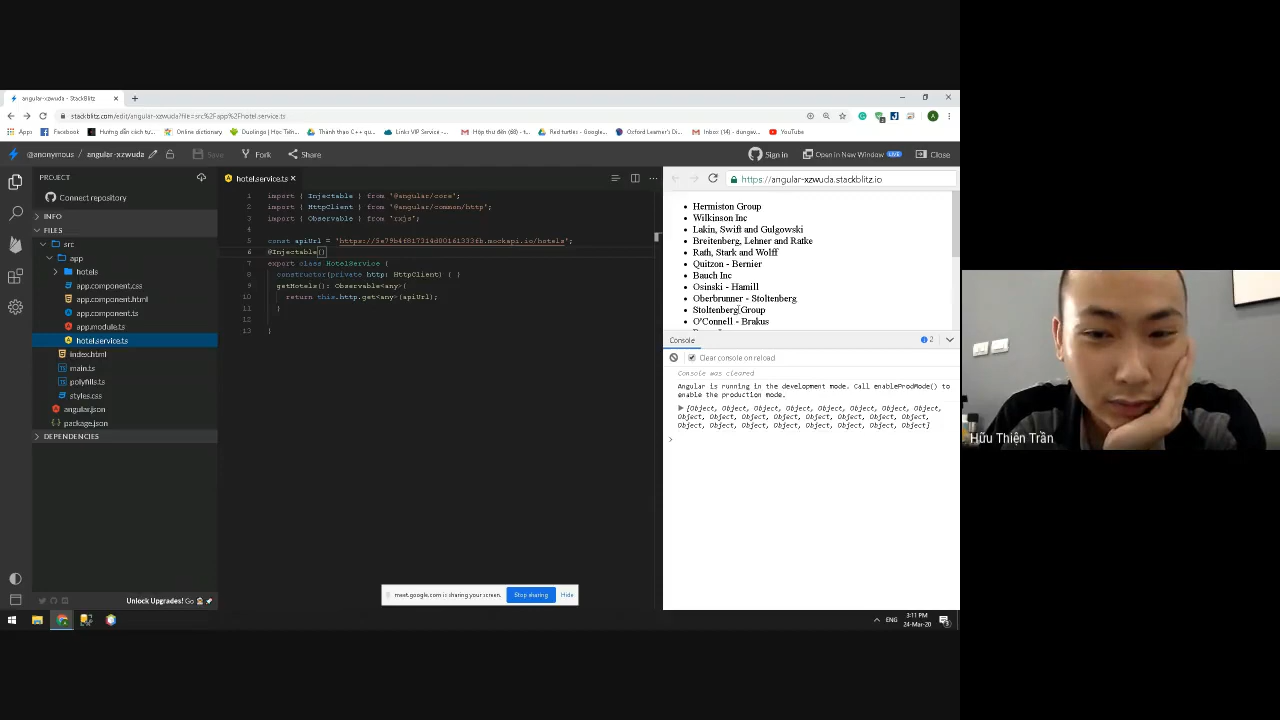 angular-xzwuda - StackBlitz
stackblitz.com/edit/angular-xzwuda?file=src%2Fapp%2Fhotel.service.ts
Apps
Facebook
Hướng dẫn cách tự...
Online dictionary
Duolingo | Học Tiến...
Thành thạo C++ qu...
Links VIP Service -...
Hộp thư đến (68) - t...
Red turtles - Google...
Oxford Learner's Di...
Inbox (14) - dungev...
YouTube
@anonymous / angular-xzwuda
Save
Fork
Share
Sign in
Open in New Window LIVE
Close
PROJECT
Connect repository
INFO
FILES
src
app
hotels
app.component.css
app.component.html
app.component.ts
app.module.ts
hotel.service.ts
index.html
main.ts
polyfills.ts
styles.css
angular.json
package.json
DEPENDENCIES
Unlock Upgrades! Go
hotel.service.ts
1 import { Injectable } from '@angular/core';
2 import { HttpClient } from '@angular/common/http';
3 import { Observable } from 'rxjs';
4
5 const apiUrl = 'https://5e79b4f817314d001613336b.mockapi.io/hotels';
6 @Injectable()
7 export class HotelService {
8 constructor(private http: HttpClient) { }
9 getHotels(): Observable<any>{
10 return this.http.get<any>(apiUrl);
11 }
12
13 }
https://angular-xzwuda.stackblitz.io
Hermiston Group
Wilkinson Inc
Lakin, Swift and Gulgowski
Breitenberg, Lehner and Ratke
Rath, Stark and Wolff
Quitzon - Bernier
Bauch Inc
Osinski - Hamill
Oberbrunner - Stoltenberg
Stoltenberg Group
O'Connell - Brakus
Console
2
Clear console on reload
Console was cleared
Angular is running in the development mode. Call enableProdMode() to
enable the production mode.
[Object, Object, Object, Object, Object, Object, Object, Object,
Object, Object, Object, Object, Object, Object, Object, Object,
Object, Object, Object, Object, Object, Object, Object, Object]
meet.google.com is sharing your screen.
Stop sharing
Hide
ENG
3:11 PM
24-Mar-20
Hữu Thiện Trần